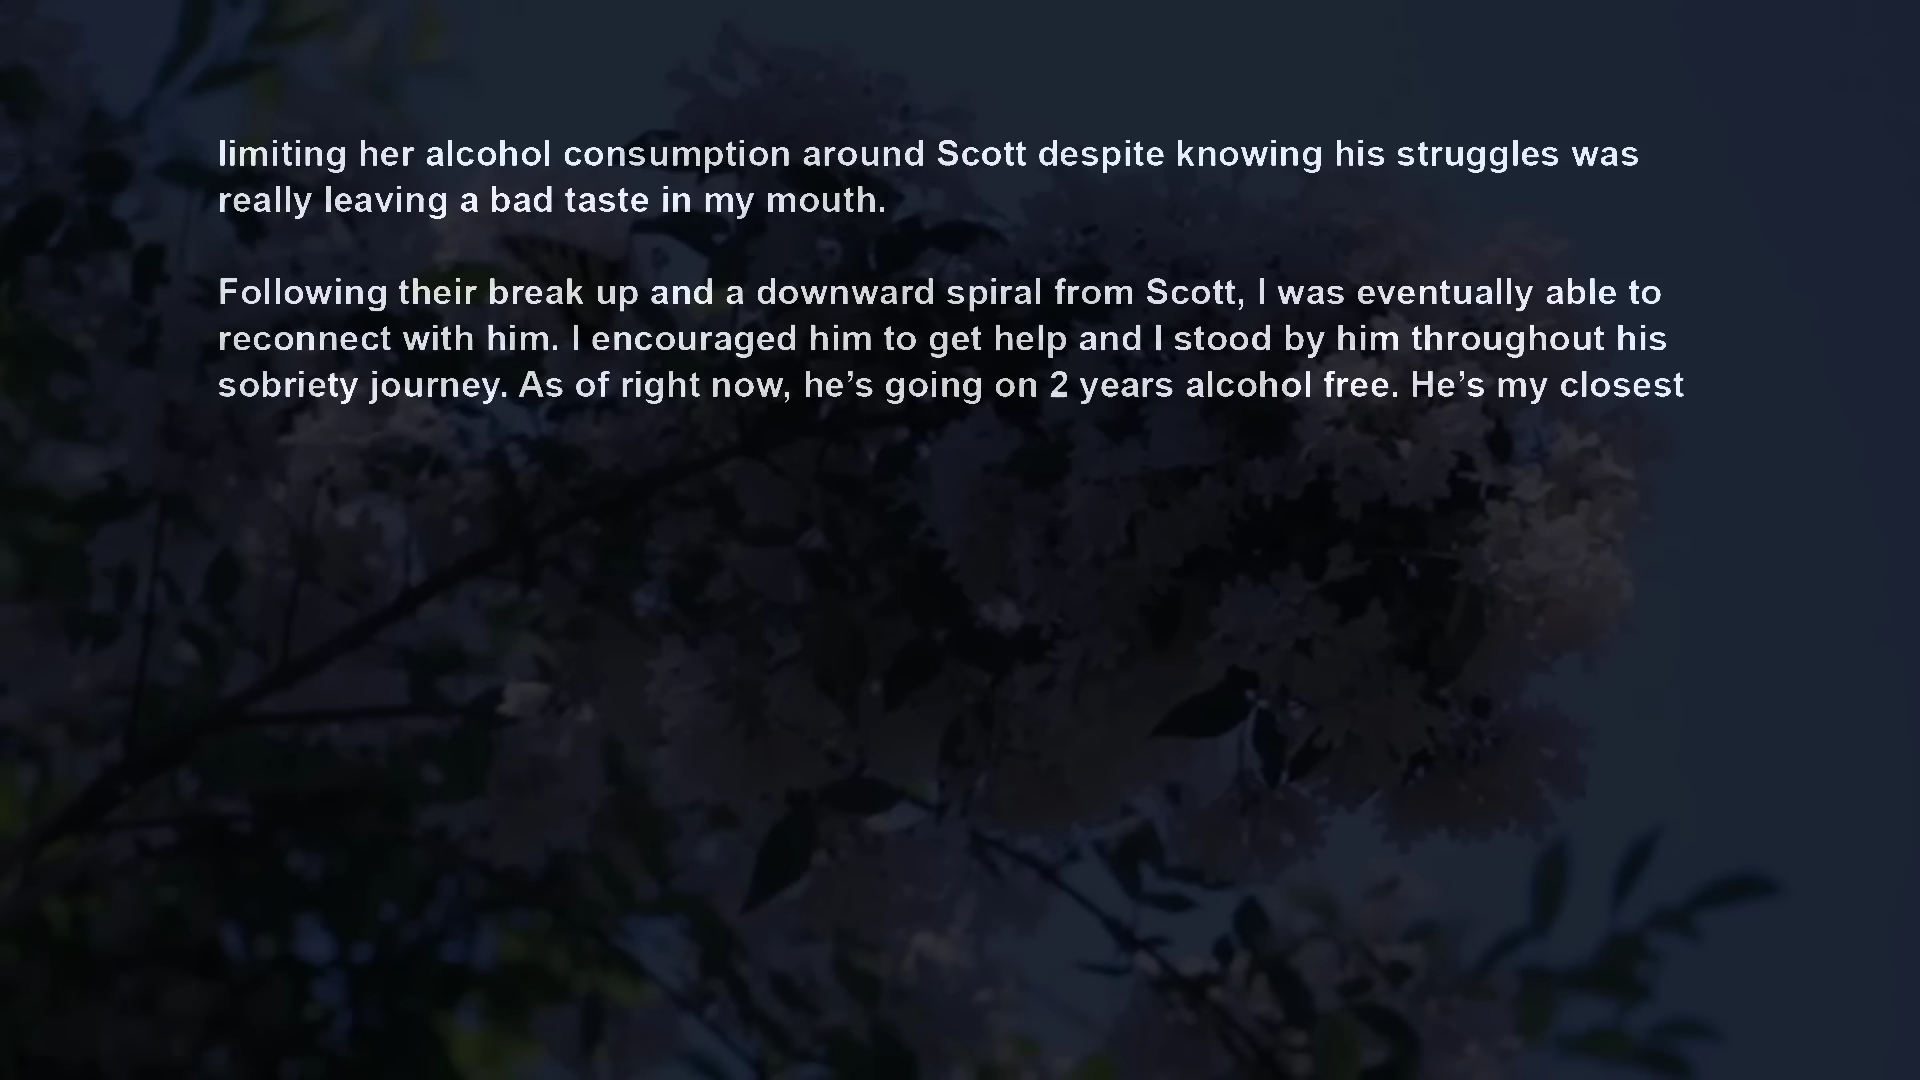 limiting her alcohol consumption around Scott despite knowing his struggles was
really leaving a bad taste in my mouth.
Following their break up and a downward spiral from Scott, I was eventually able to
reconnect with him. I encouraged him to get help and I stood by him throughout his
sobriety journey. As of right now, he’s going on 2 years alcohol free. He’s my closest